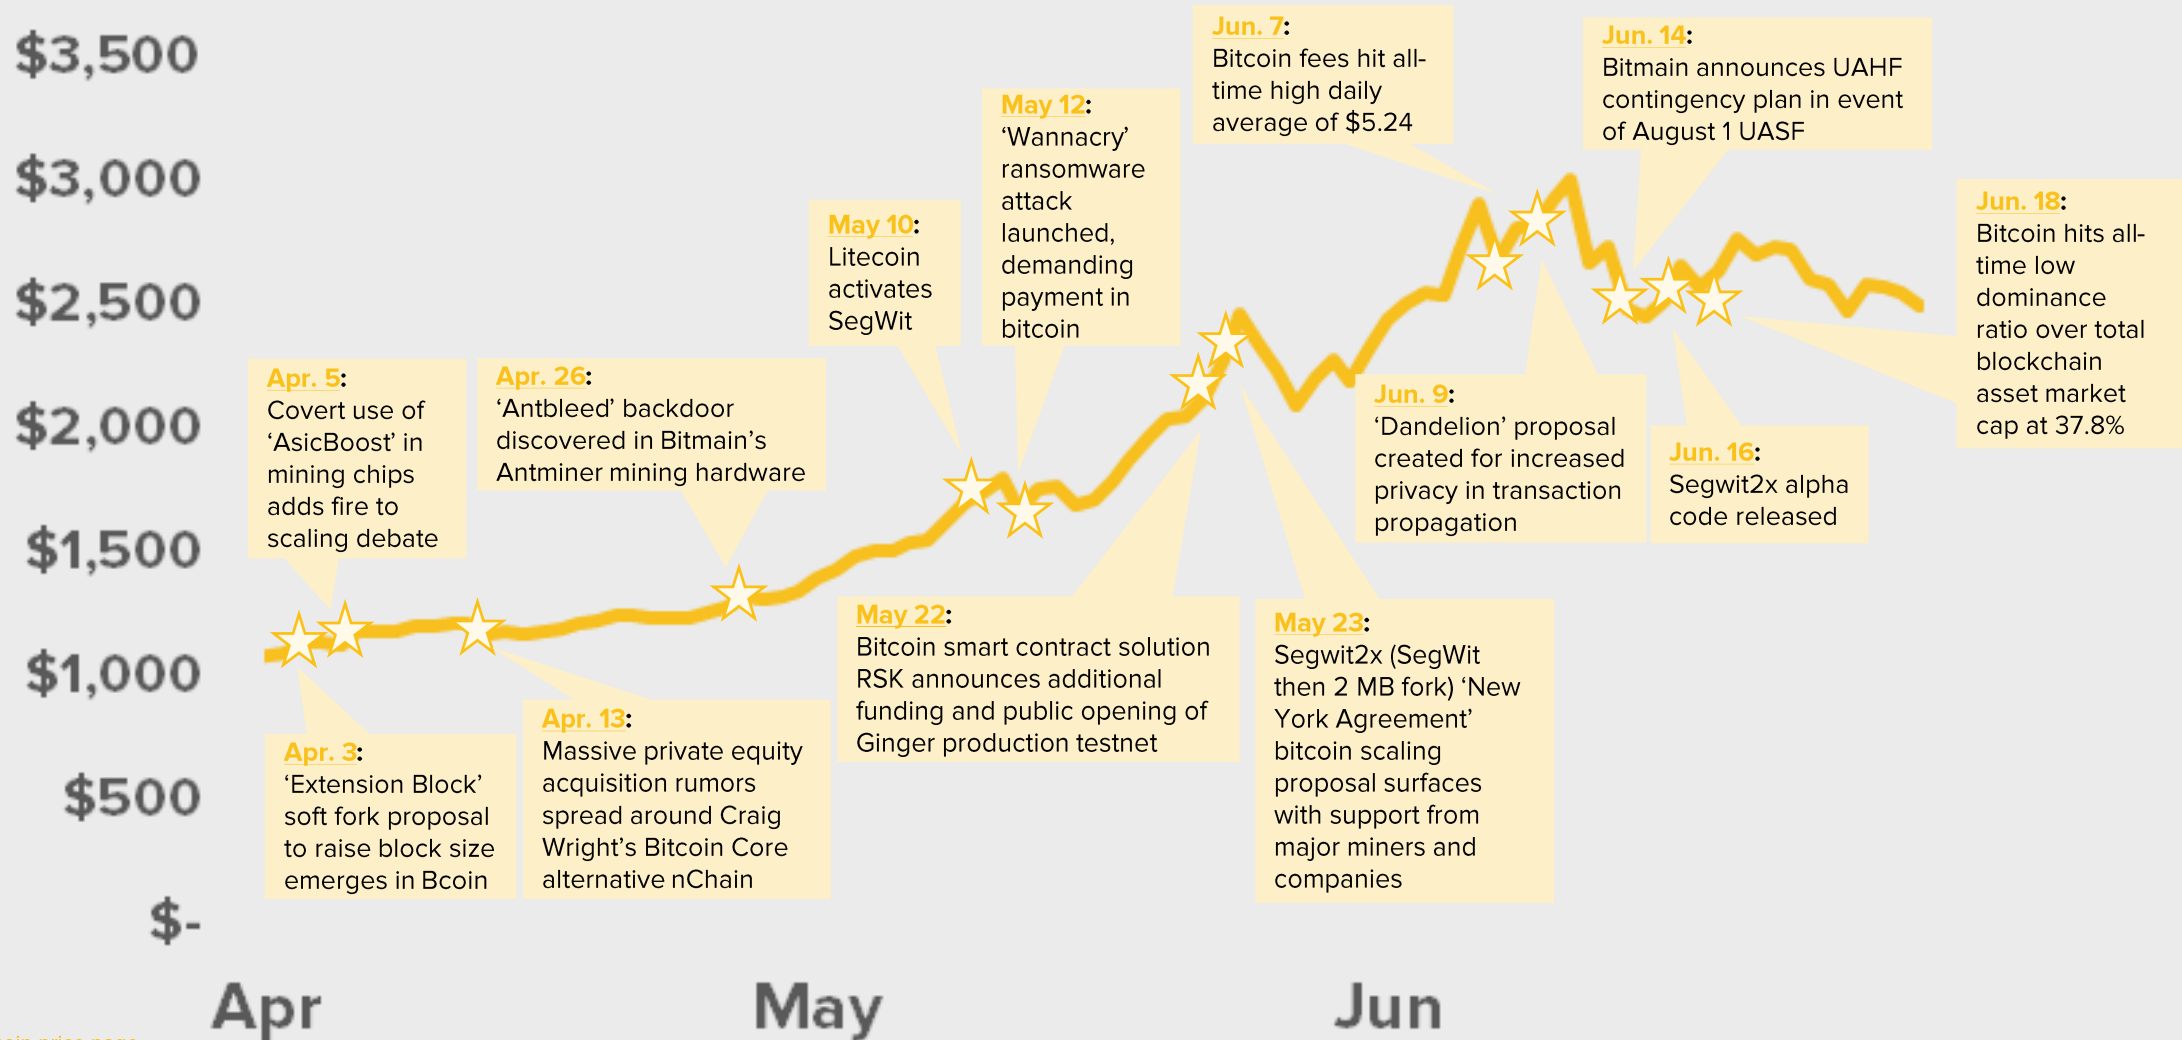 $3,500
$3,000
$2,500
$2,000
$1,500
$1,000
$500
$-
Apr
May
Jun
Apr. 3:
‘Extension Block’
soft fork proposal
to raise block size
emerges in Bcoin
Apr. 5:
Covert use of
‘AsicBoost’ in
mining chips
adds fire to
scaling debate
Apr. 13:
Massive private equity
acquisition rumors
spread around Craig
Wright’s Bitcoin Core
alternative nChain
Apr. 26:
‘Antbleed’ backdoor
discovered in Bitmain’s
Antminer mining hardware
May 10:
Litecoin
activates
SegWit
May 12:
‘Wannacry’
ransomware
attack
launched,
demanding
payment in
bitcoin
May 22:
Bitcoin smart contract solution
RSK announces additional
funding and public opening of
Ginger production testnet
May 23:
Segwit2x (SegWit
then 2 MB fork) ‘New
York Agreement’
bitcoin scaling
proposal surfaces
with support from
major miners and
companies
Jun. 7:
Bitcoin fees hit all-
time high daily
average of $5.24
Jun. 9:
‘Dandelion’ proposal
created for increased
privacy in transaction
propagation
Jun. 14:
Bitmain announces UAHF
contingency plan in event
of August 1 UASF
Jun. 16:
Segwit2x alpha
code released
Jun. 18:
Bitcoin hits all-
time low
dominance
ratio over total
blockchain
asset market
cap at 37.8%